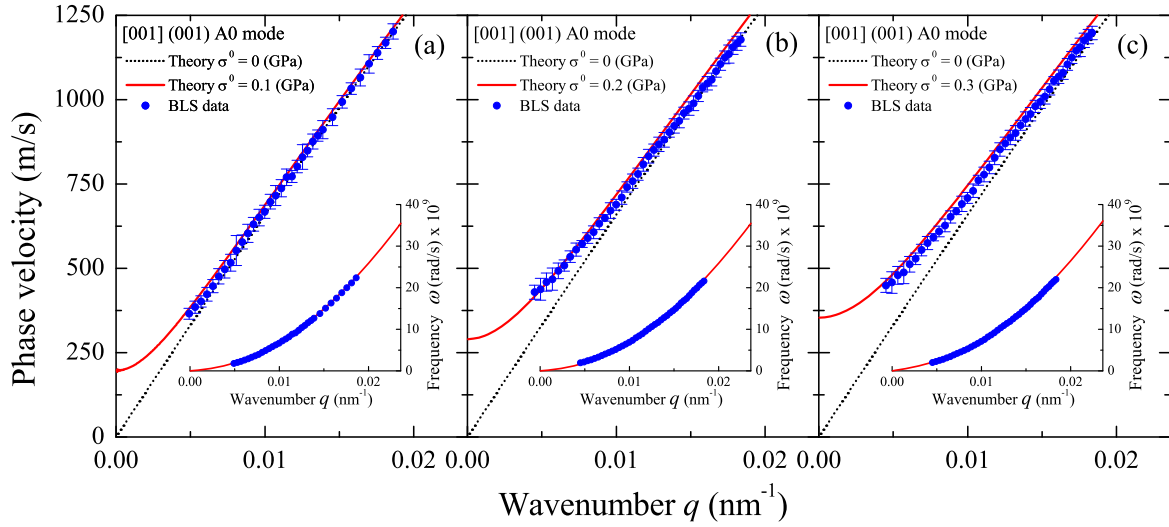 [001] (001) A0 mode
(a)
Theory σ⁰ = 0 (GPa)
Theory σ⁰ = 0.1 (GPa)
BLS data
[001] (001) A0 mode
(b)
Theory σ⁰ = 0 (GPa)
Theory σ⁰ = 0.2 (GPa)
BLS data
[001] (001) A0 mode
(c)
Theory σ⁰ = 0 (GPa)
Theory σ⁰ = 0.3 (GPa)
BLS data
Phase velocity (m/s)
1250
1000
750
500
250
0
40
30
20
10
0
Frequency ω (rad/s) x 10⁹
0.00 0.01 0.02
Wavenumber q (nm⁻¹)
40
30
20
10
0
Frequency ω (rad/s) x 10⁹
0.00 0.01 0.02
Wavenumber q (nm⁻¹)
40
30
20
10
0
Frequency ω (rad/s) x 10⁹
0.00 0.01 0.02
Wavenumber q (nm⁻¹)
0.00 0.01 0.02 0.00 0.01 0.02 0.00 0.01 0.02
Wavenumber q (nm⁻¹)